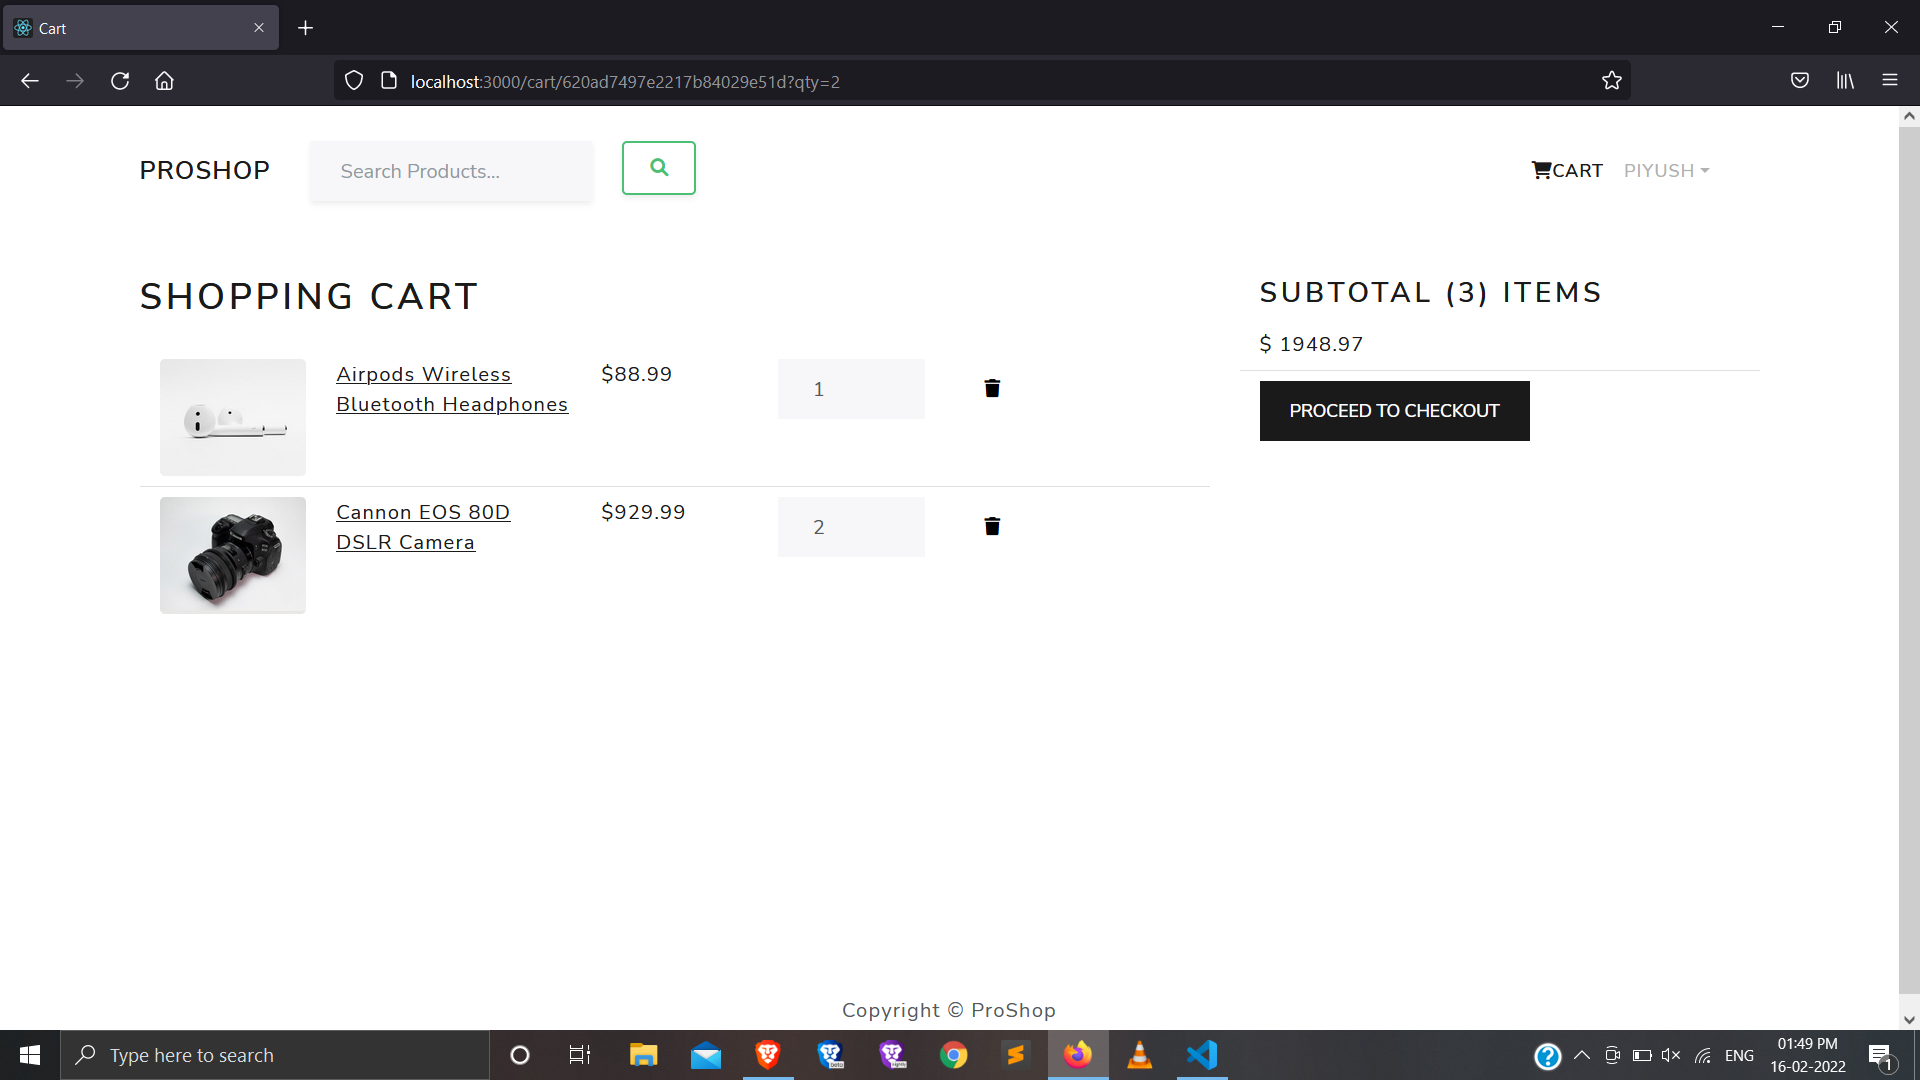 Cart
localhost:3000/cart/620ad7497e2217b84029e51d?qty=2
PROSHOP
Search Products...
CART
PIYUSH
SHOPPING CART
Airpods Wireless
Bluetooth Headphones
$88.99
1
Cannon EOS 80D
DSLR Camera
$929.99
2
SUBTOTAL (3) ITEMS
$ 1948.97
PROCEED TO CHECKOUT
Copyright © ProShop
Type here to search
beta
ENG
01:49 PM
16-02-2022
1